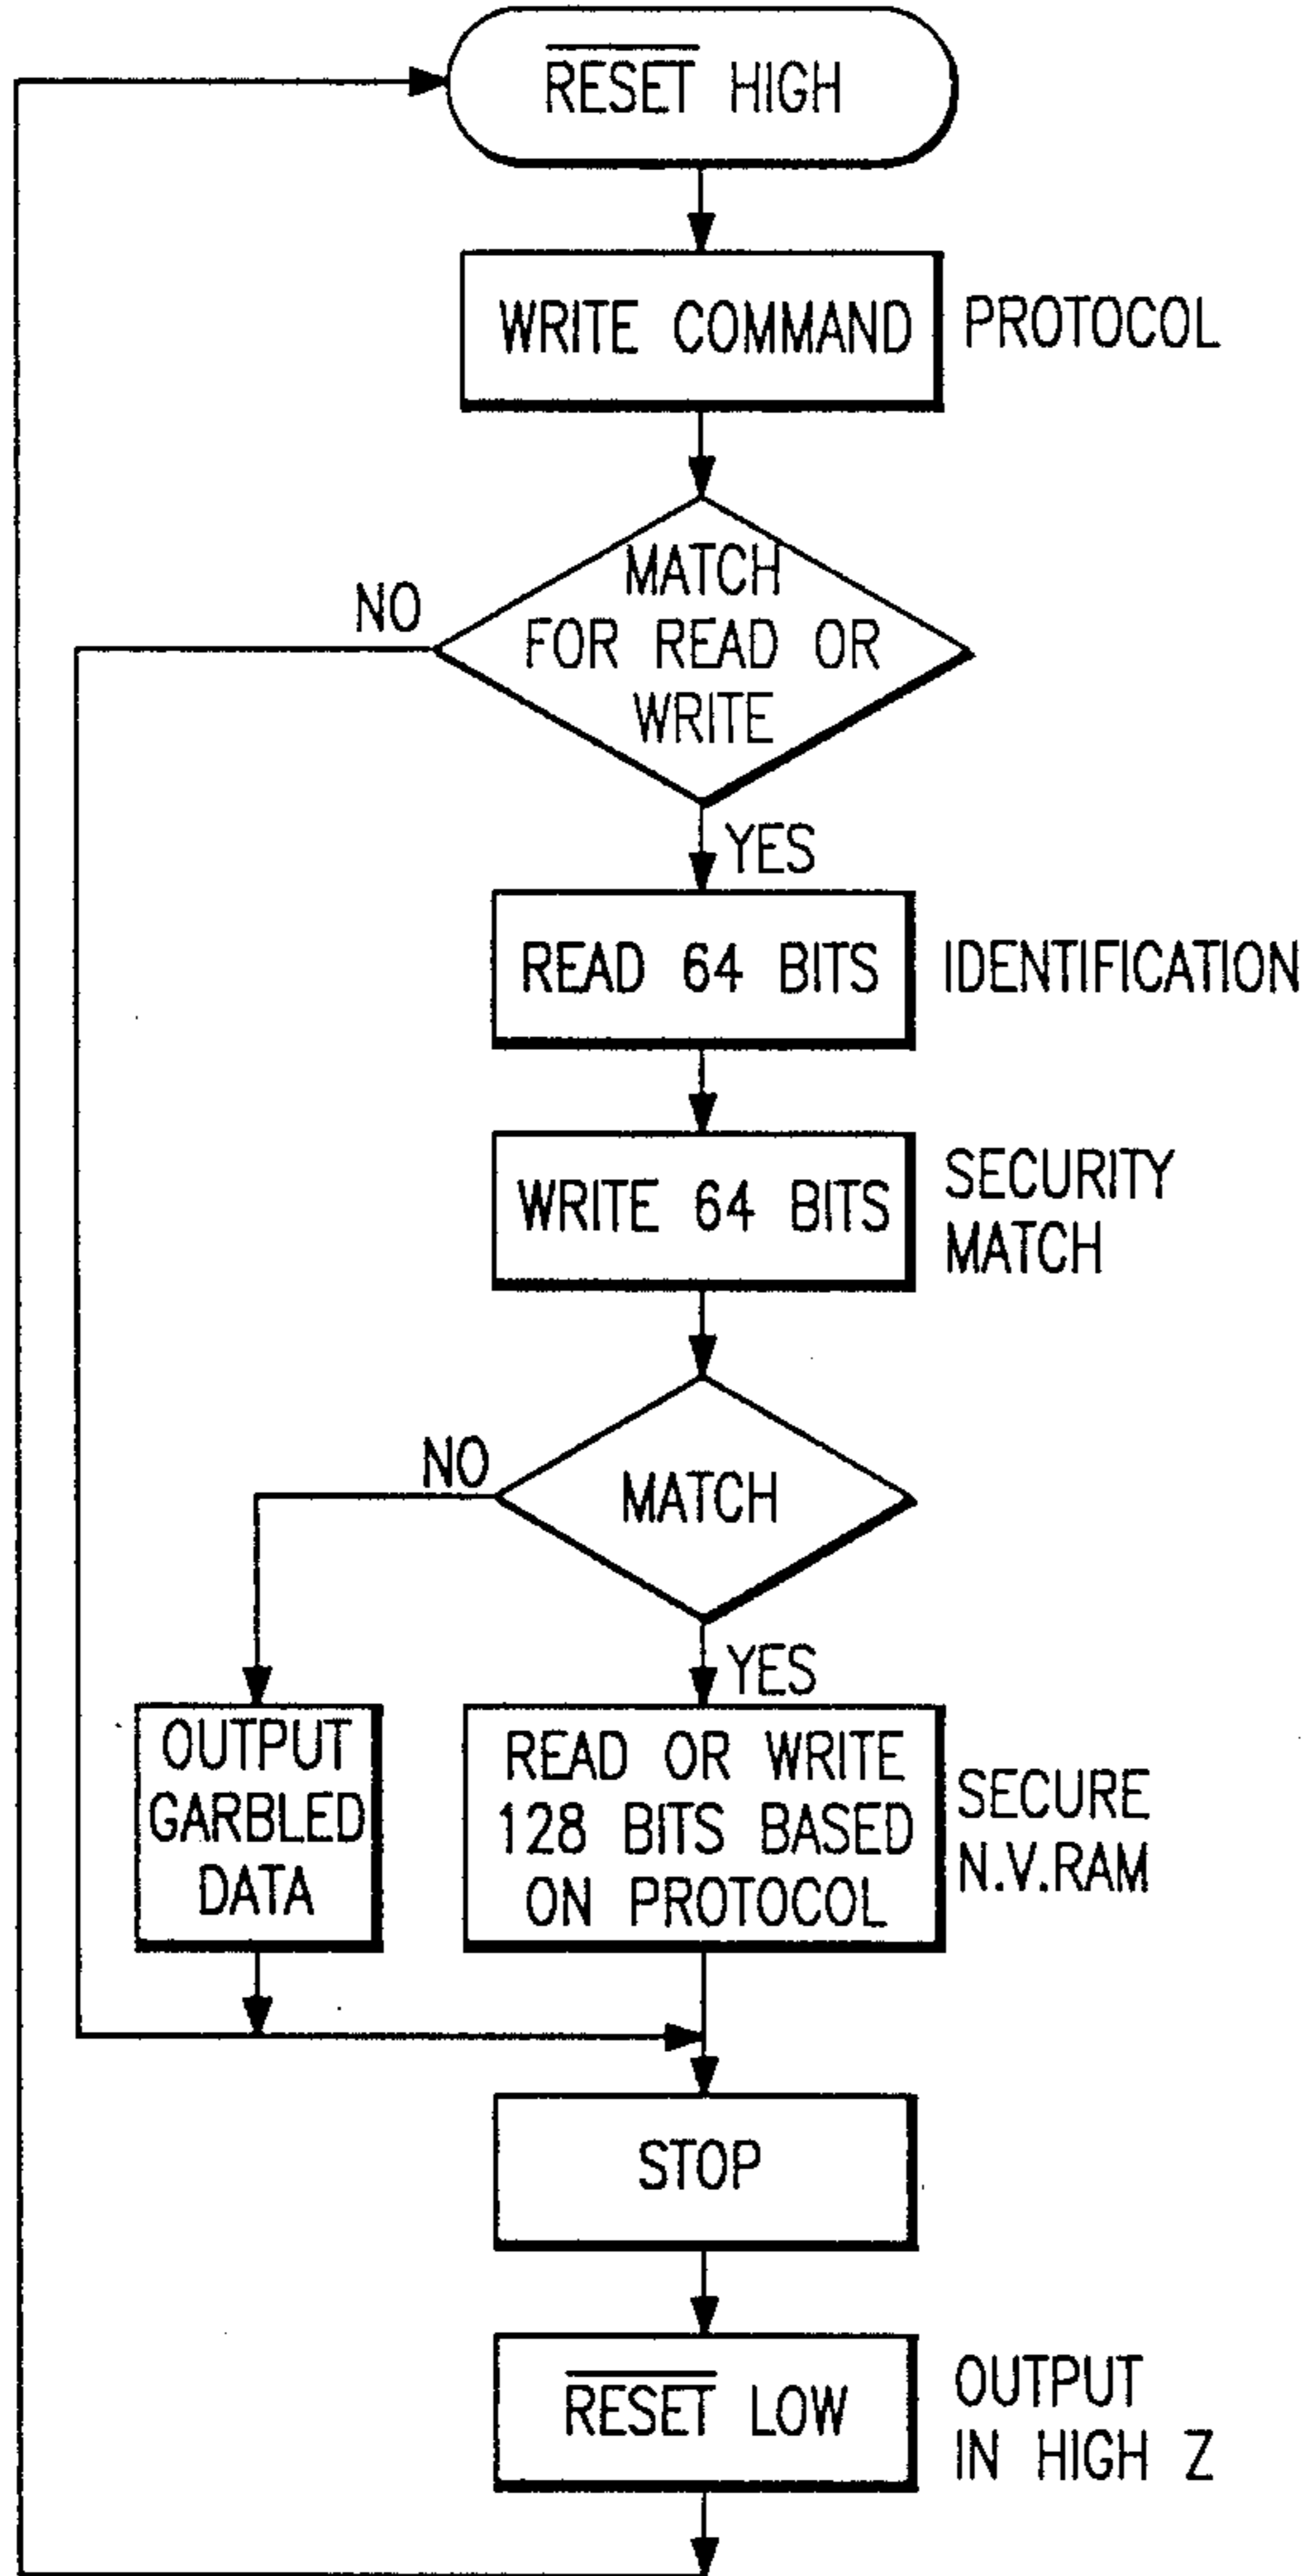 R̅E̅S̅E̅T̅ HIGH
WRITE COMMAND
PROTOCOL
MATCH
FOR READ OR
WRITE
NO
YES
READ 64 BITS
IDENTIFICATION
WRITE 64 BITS
SECURITY
MATCH
MATCH
NO
YES
OUTPUT
GARBLED
DATA
READ OR WRITE
128 BITS BASED
ON PROTOCOL
SECURE
N.V.RAM
STOP
R̅E̅S̅E̅T̅ LOW
OUTPUT
IN HIGH Z